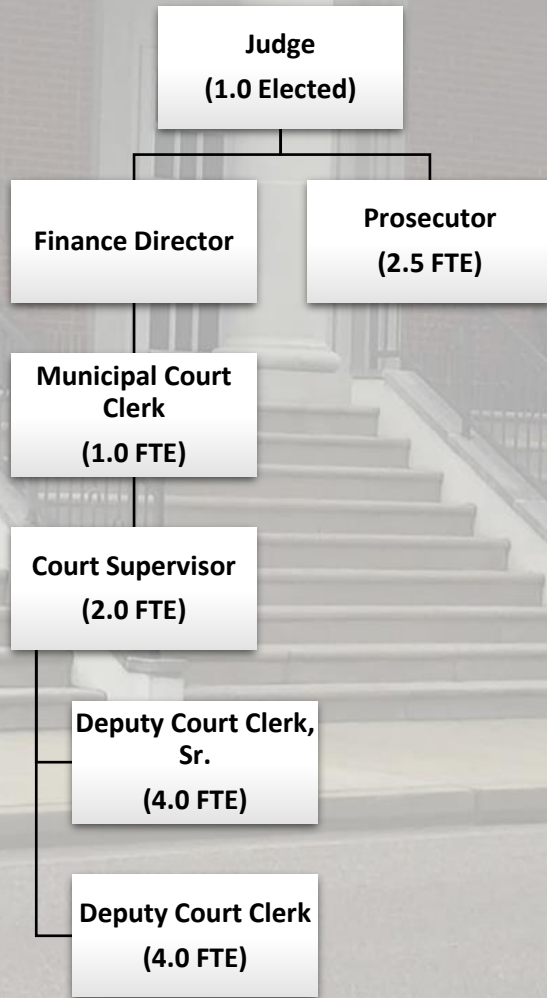 Judge
(1.0 Elected)
Finance Director
Prosecutor
(2.5 FTE)
Municipal Court
Clerk
(1.0 FTE)
Court Supervisor
(2.0 FTE)
Deputy Court Clerk,
Sr.
(4.0 FTE)
Deputy Court Clerk
(4.0 FTE)